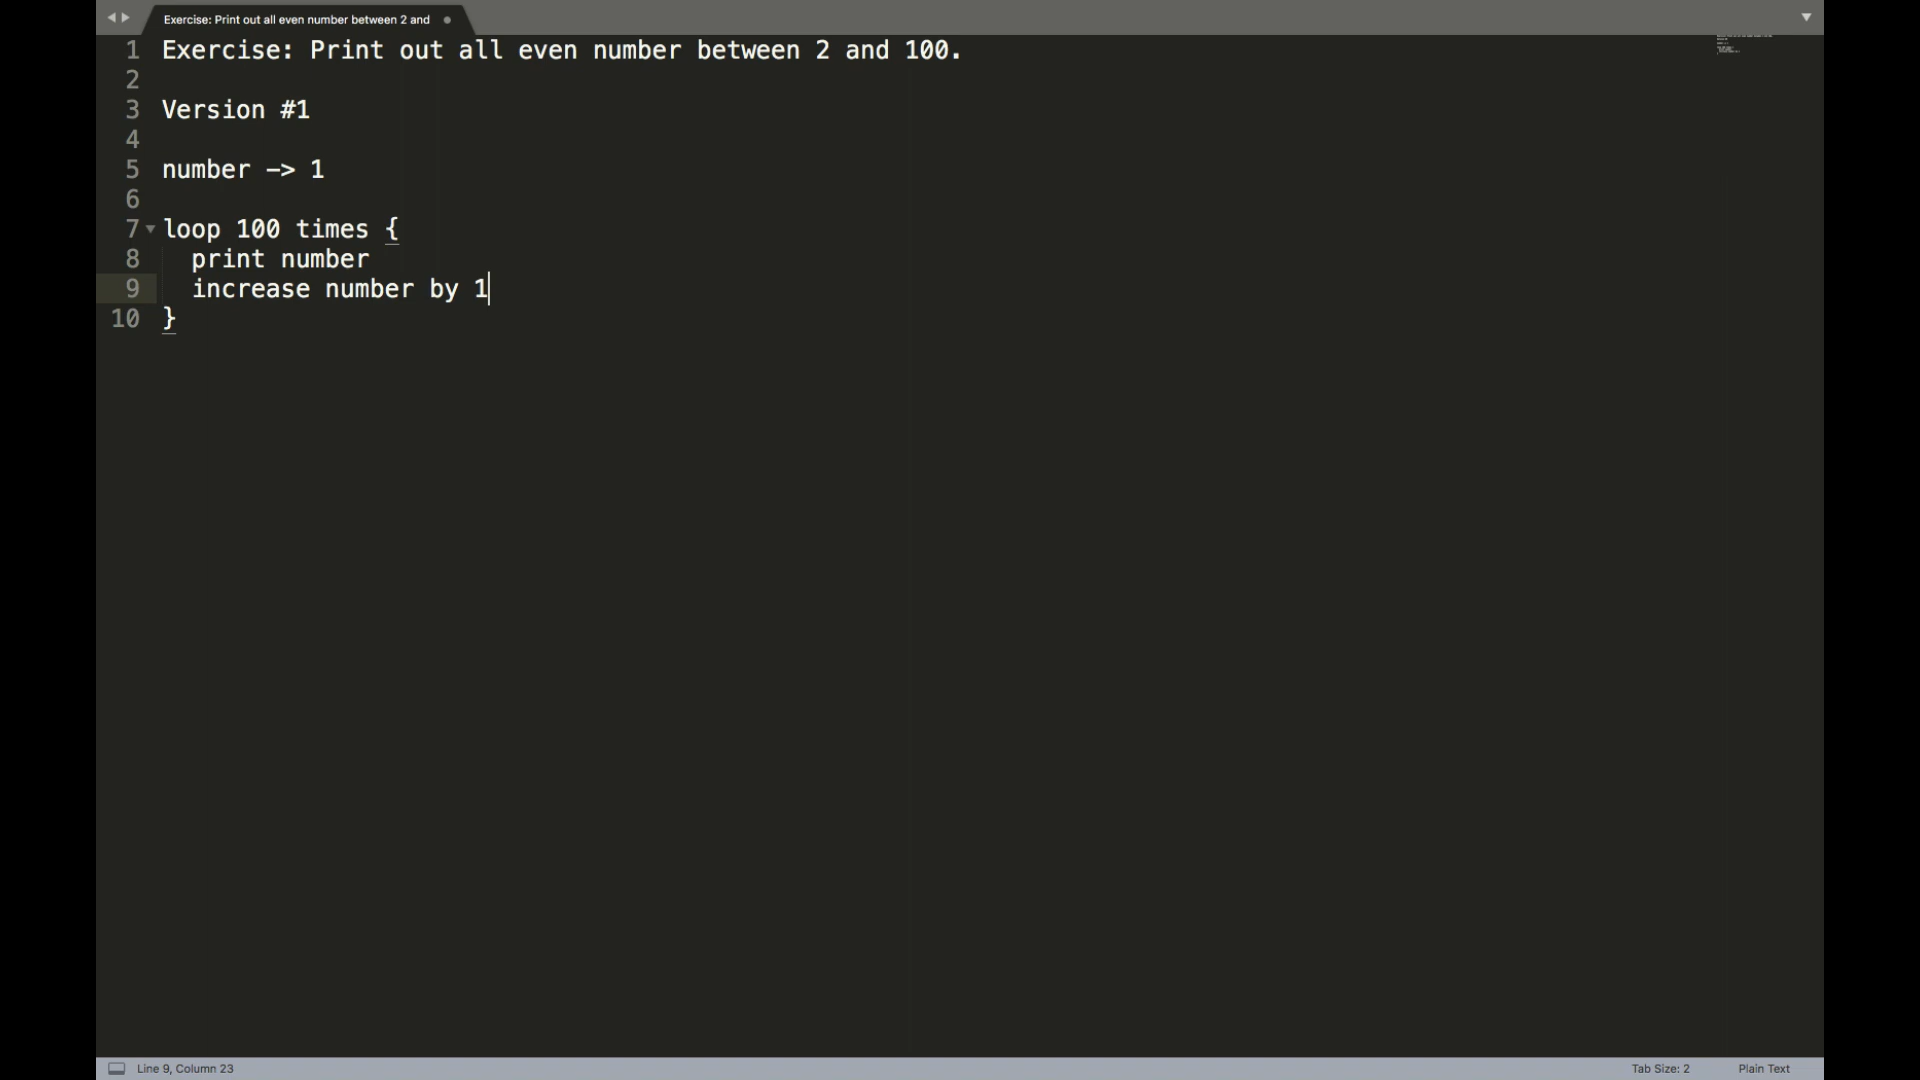 Exercise: Print out all even number between 2 and
1 Exercise: Print out all even number between 2 and 100.
2
3 Version #1
4
5 number -> 1
6
7 loop 100 times {
8 print number
9 increase number by 1
10 }
Line 9, Column 23 Tab Size: 2 Plain Text